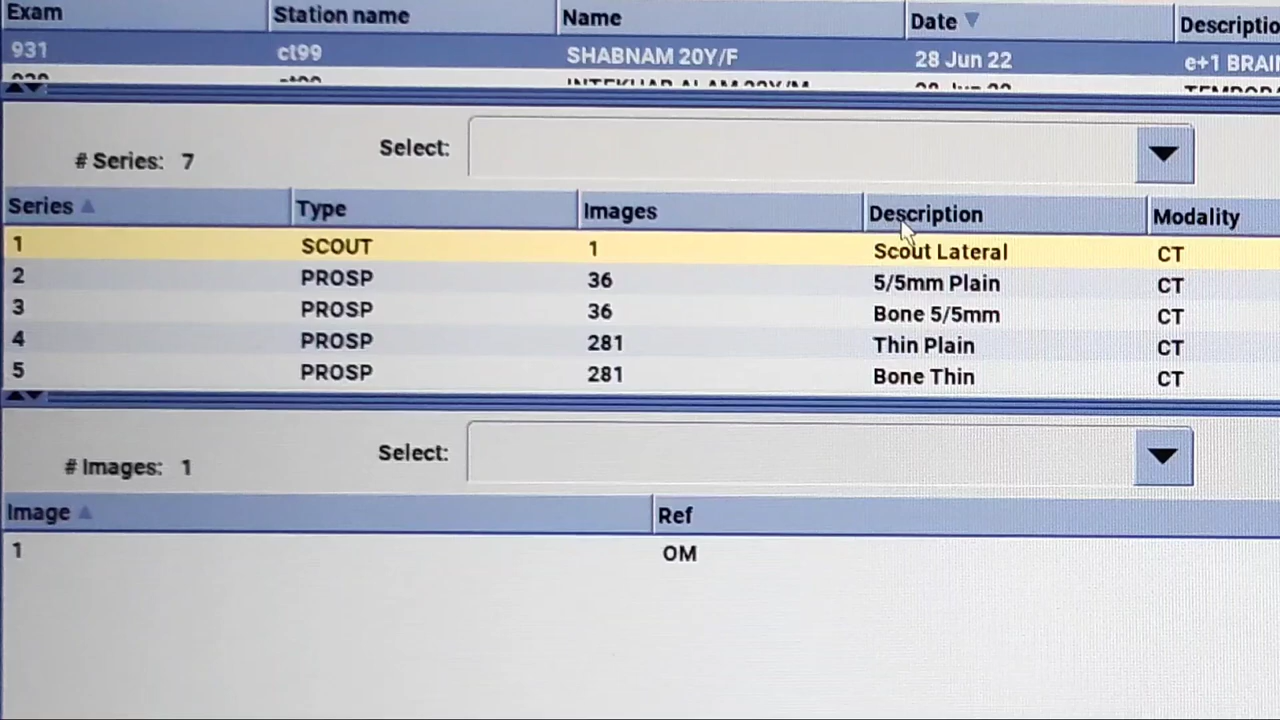 Exam Station name Name Date Descriptio
931 ct99 SHABNAM 20Y/F 28 Jun 22 e+1 BRAIN
# Series: 7 Select:
Series Type Images Description Modality
1 SCOUT 1 Scout Lateral CT
2 PROSP 36 5/5mm Plain CT
3 PROSP 36 Bone 5/5mm CT
4 PROSP 281 Thin Plain CT
5 PROSP 281 Bone Thin CT
# Images: 1 Select:
Image Ref
1 OM